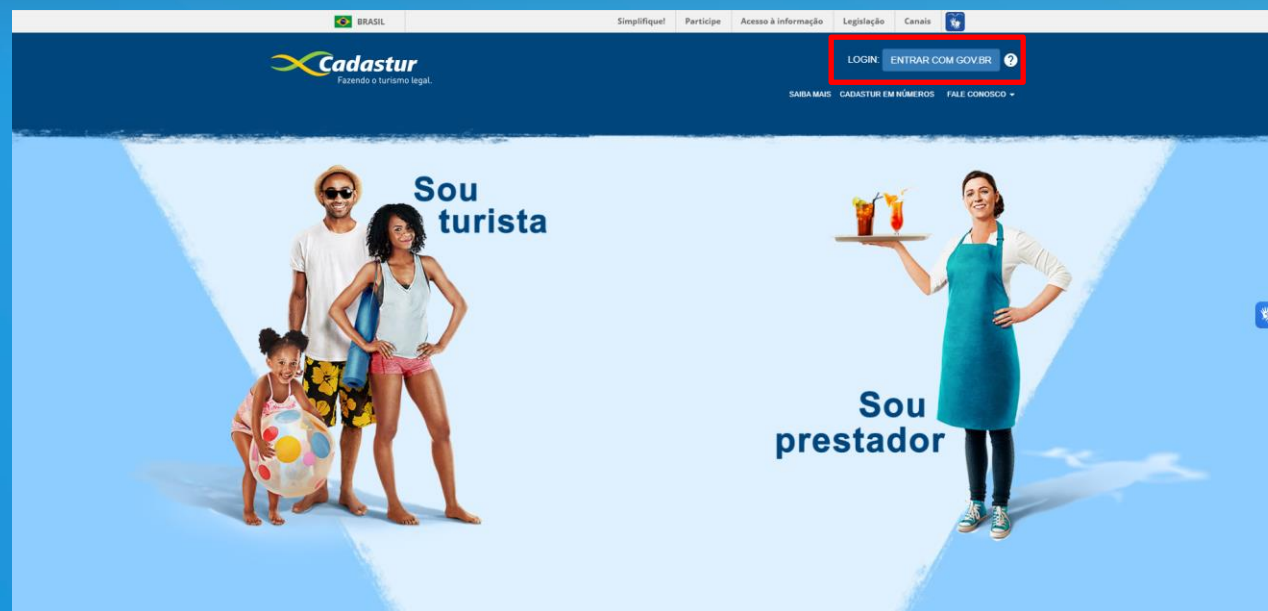 BRASIL
Simplifique! Participe Acesso à informação Legislação Canais
Cadastur
Fazendo o turismo legal.
LOGIN: ENTRAR COM GOV.BR ?
SAIBA MAIS CADASTUR EM NÚMEROS FALE CONOSCO
Sou
turista
Sou
prestador